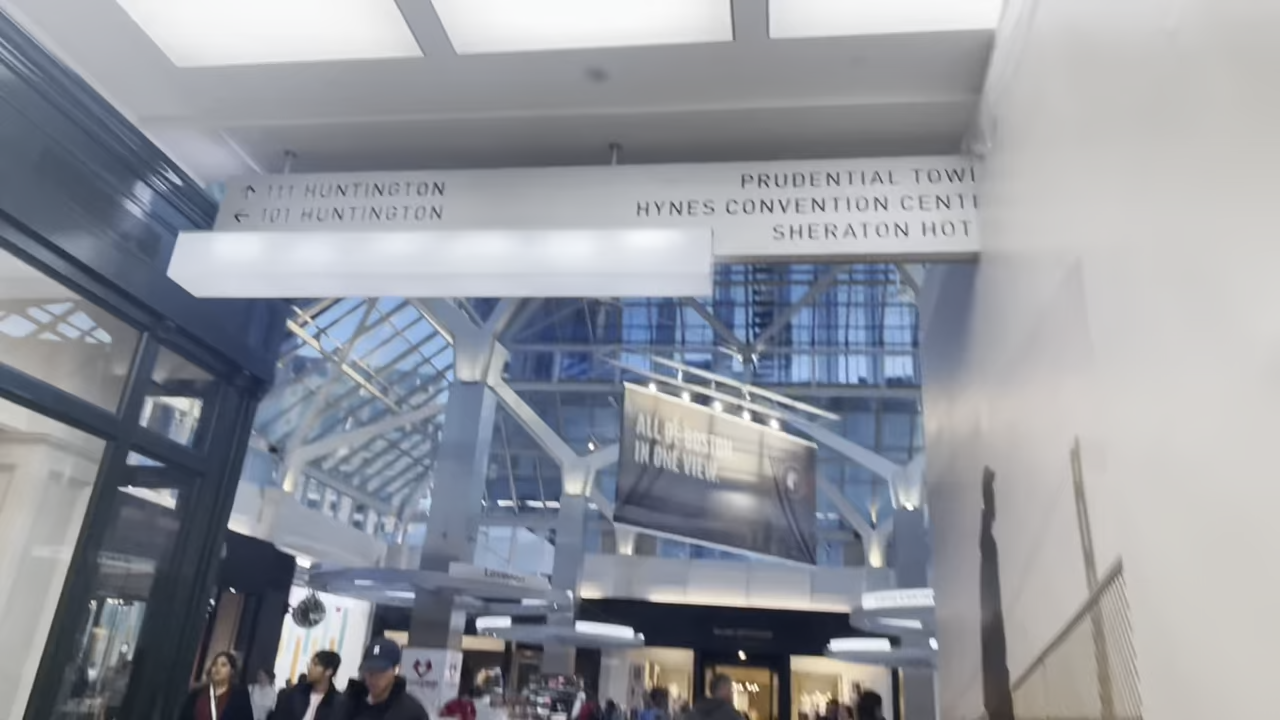 ↑ 111 HUNTINGTON
← 101 HUNTINGTON
PRUDENTIAL TOW
HYNES CONVENTION CENT
SHERATON HOT
ALL OF BOSTON
IN ONE VIEW.